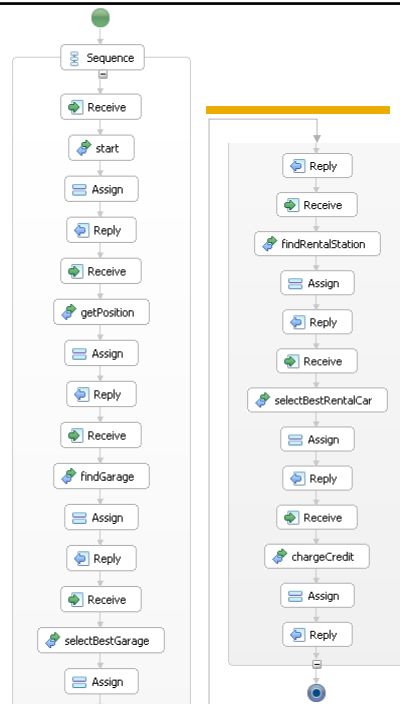 Sequence
Receive
start
Assign
Reply
Receive
getPosition
Assign
Reply
Receive
findGarage
Assign
Reply
Receive
selectBestGarage
Assign
Reply
Receive
findRentalStation
Assign
Reply
Receive
selectBestRentalCar
Assign
Reply
Receive
chargeCredit
Assign
Reply